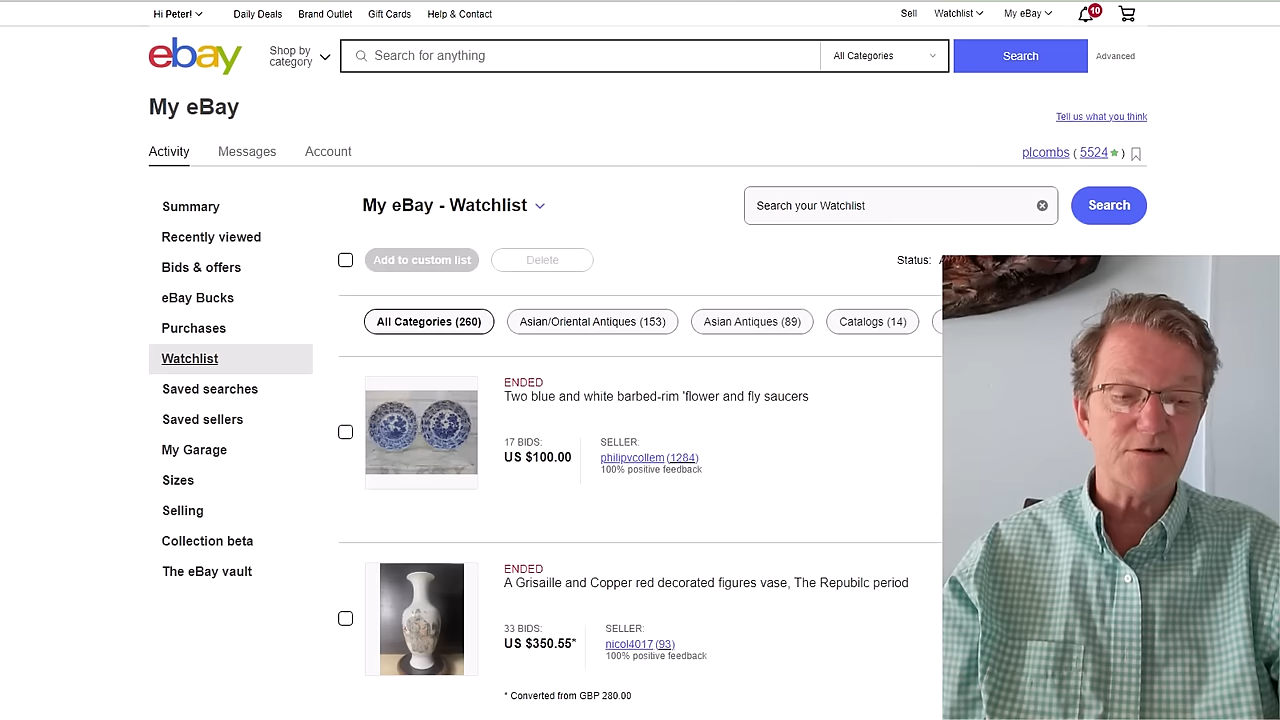 Hi Peter!
Daily Deals
Brand Outlet
Gift Cards
Help & Contact
Sell
Watchlist
My eBay
10
ebay
Shop by
category
Search for anything
All Categories
Search
Advanced
My eBay
Tell us what you think
Activity
Messages
Account
plcombs ( 5524 )
Summary
Recently viewed
Bids & offers
eBay Bucks
Purchases
Watchlist
Saved searches
Saved sellers
My Garage
Sizes
Selling
Collection beta
The eBay vault
My eBay - Watchlist
Search your Watchlist
Search
Add to custom list
Delete
Status:
All Categories (260)
Asian/Oriental Antiques (153)
Asian Antiques (89)
Catalogs (14)
ENDED
Two blue and white barbed-rim 'flower and fly saucers
17 BIDS:
US $100.00
SELLER:
philipvcollem (1284)
100% positive feedback
ENDED
A Grisaille and Copper red decorated figures vase, The Repubilc period
33 BIDS:
US $350.55*
SELLER:
nicol4017 (93)
100% positive feedback
* Converted from GBP 280.00